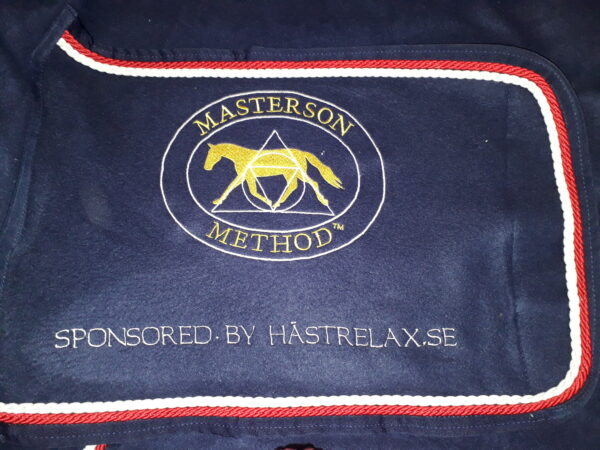 MASTERSON
METHOD™
SPONSORED·BY HÄSTRELAX.SE